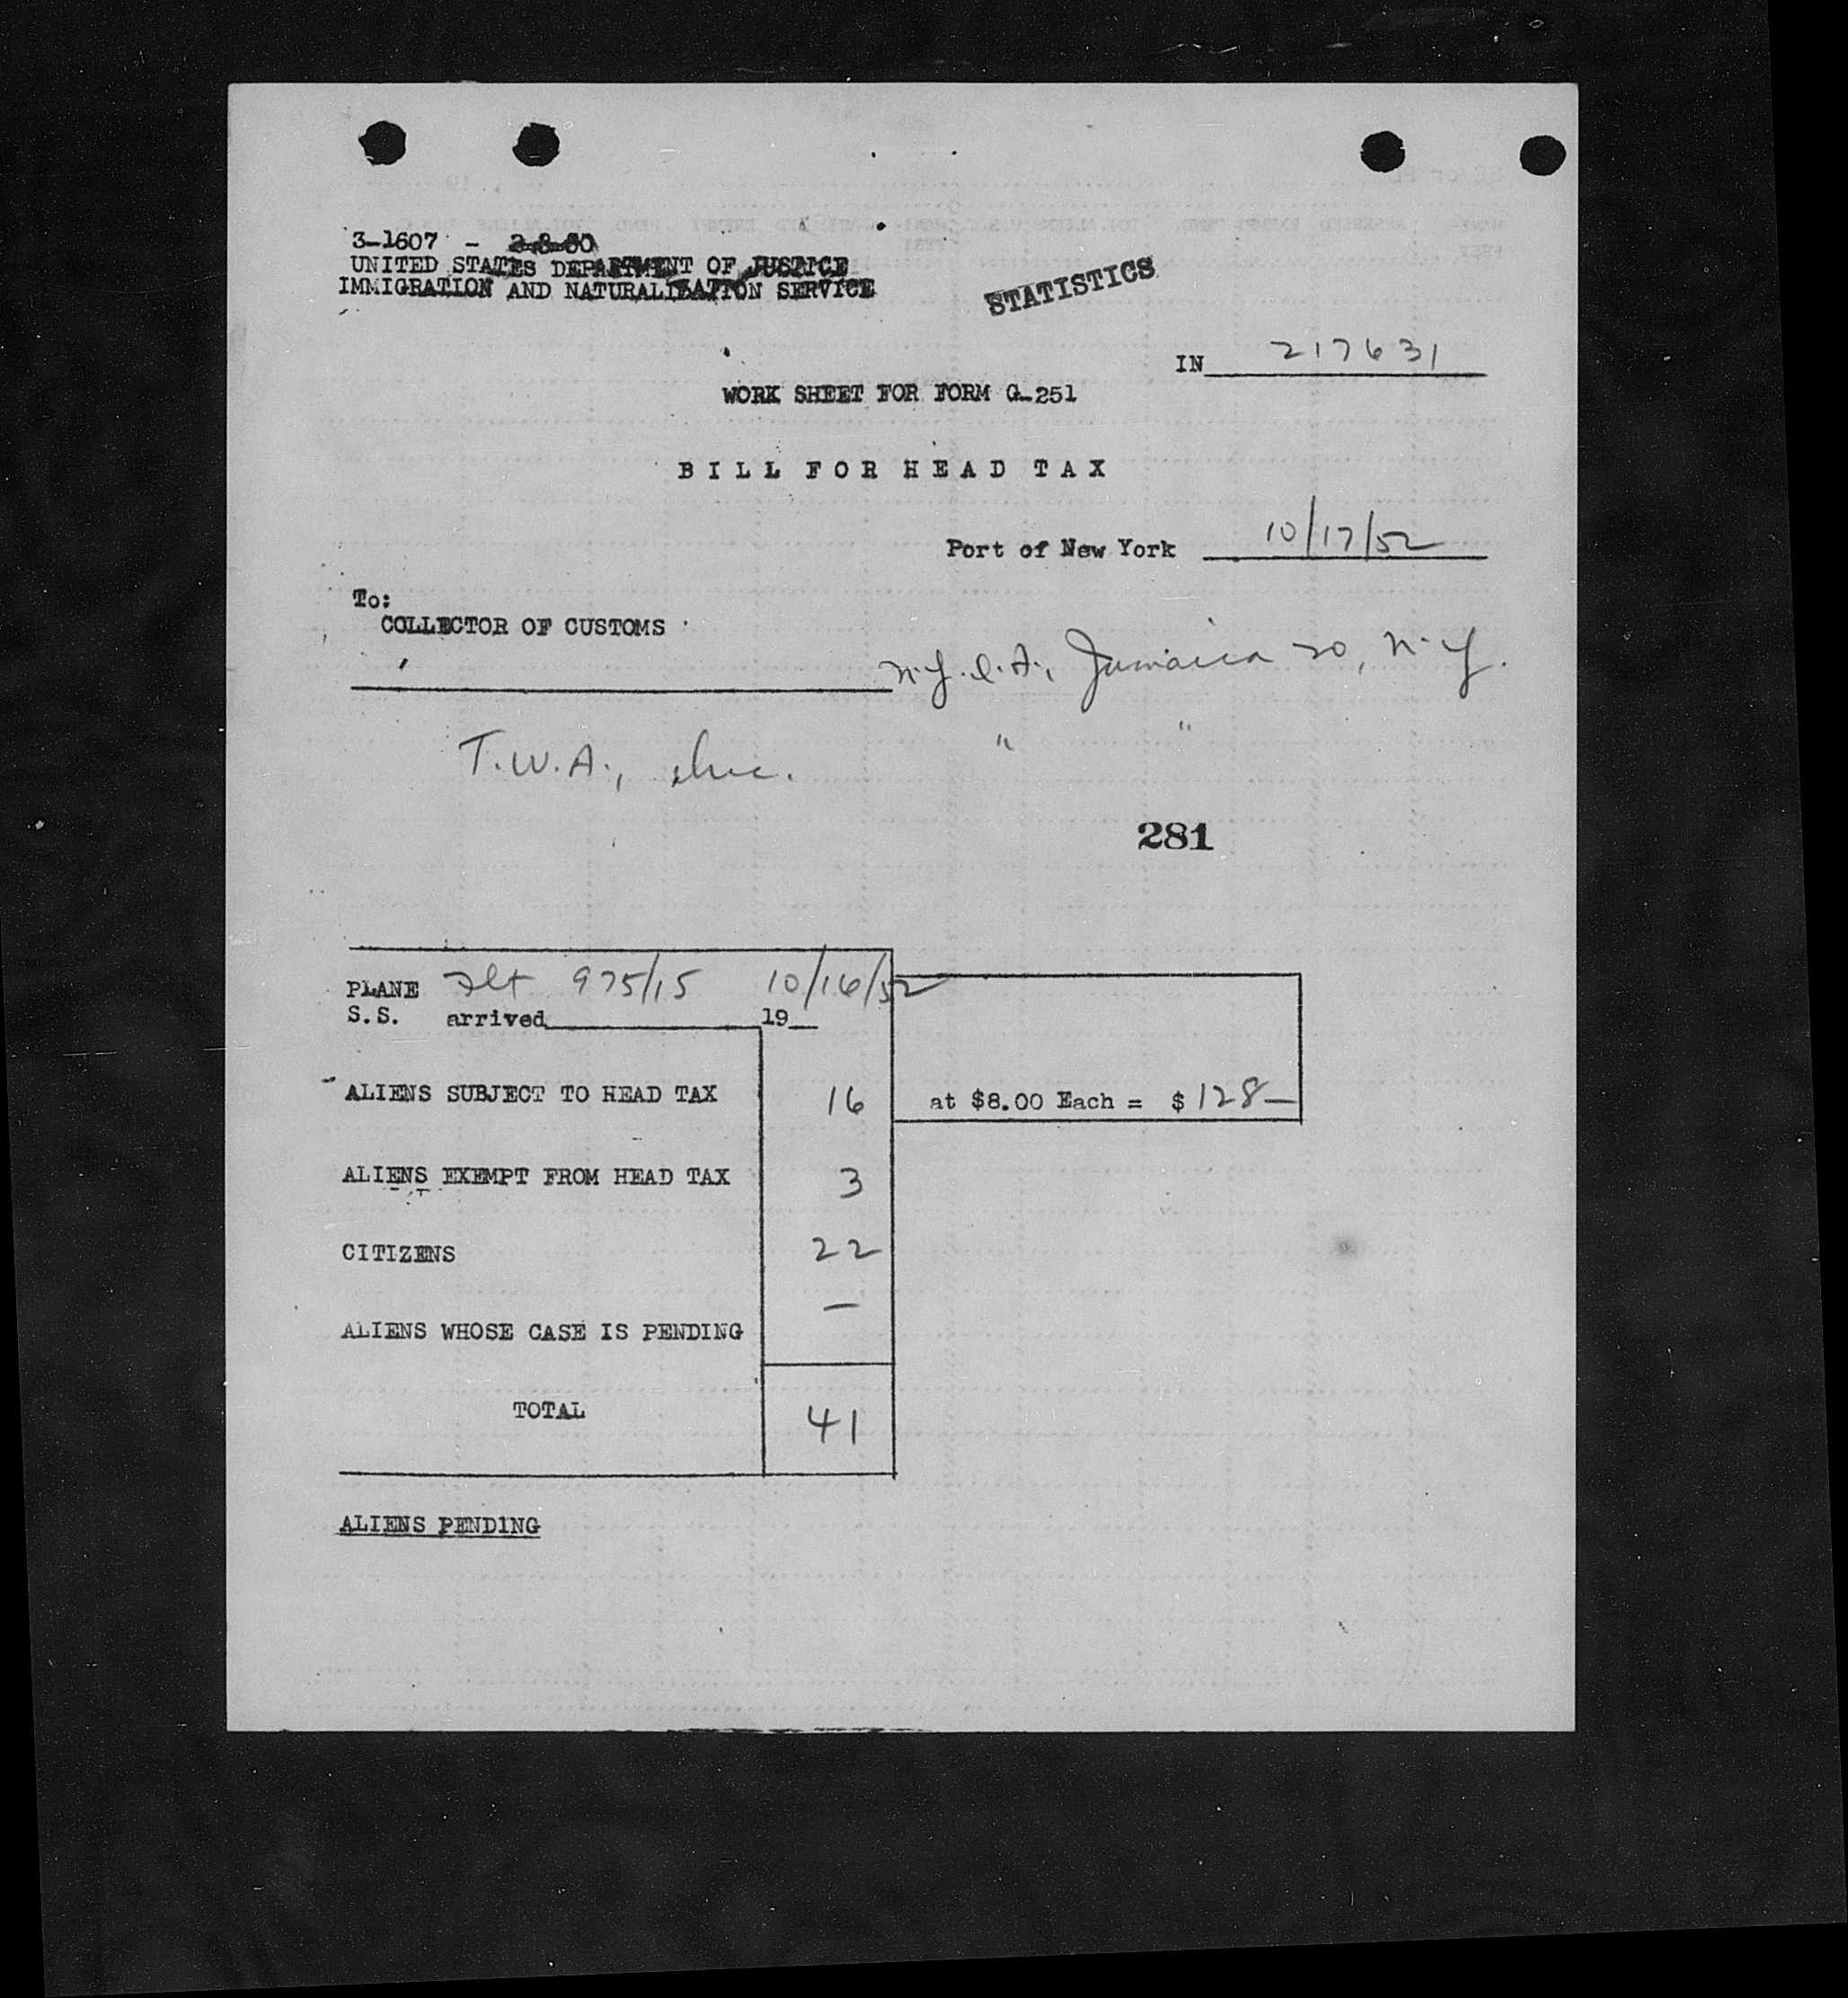 3-1607 - 2-8-50
UNITED STATES DEPARTMENT OF JUSTICE
IMMIGRATION AND NATURALIZATION SERVICE
STATISTICS
IN 217631
WORK SHEET FOR FORM G-251
BILL FOR HEAD TAX
Port of New York 10/17/52
To:
COLLECTOR OF CUSTOMS
N.Y.I.A., Jamaica 20, N.Y.
T.W.A., Inc. " "
281
PLANE Flt 975/15 10/16/52
S.S. arrived 19
ALIENS SUBJECT TO HEAD TAX 16 at $8.00 Each = $ 128—
ALIENS EXEMPT FROM HEAD TAX 3
CITIZENS 22
ALIENS WHOSE CASE IS PENDING —
TOTAL 41
ALIENS PENDING